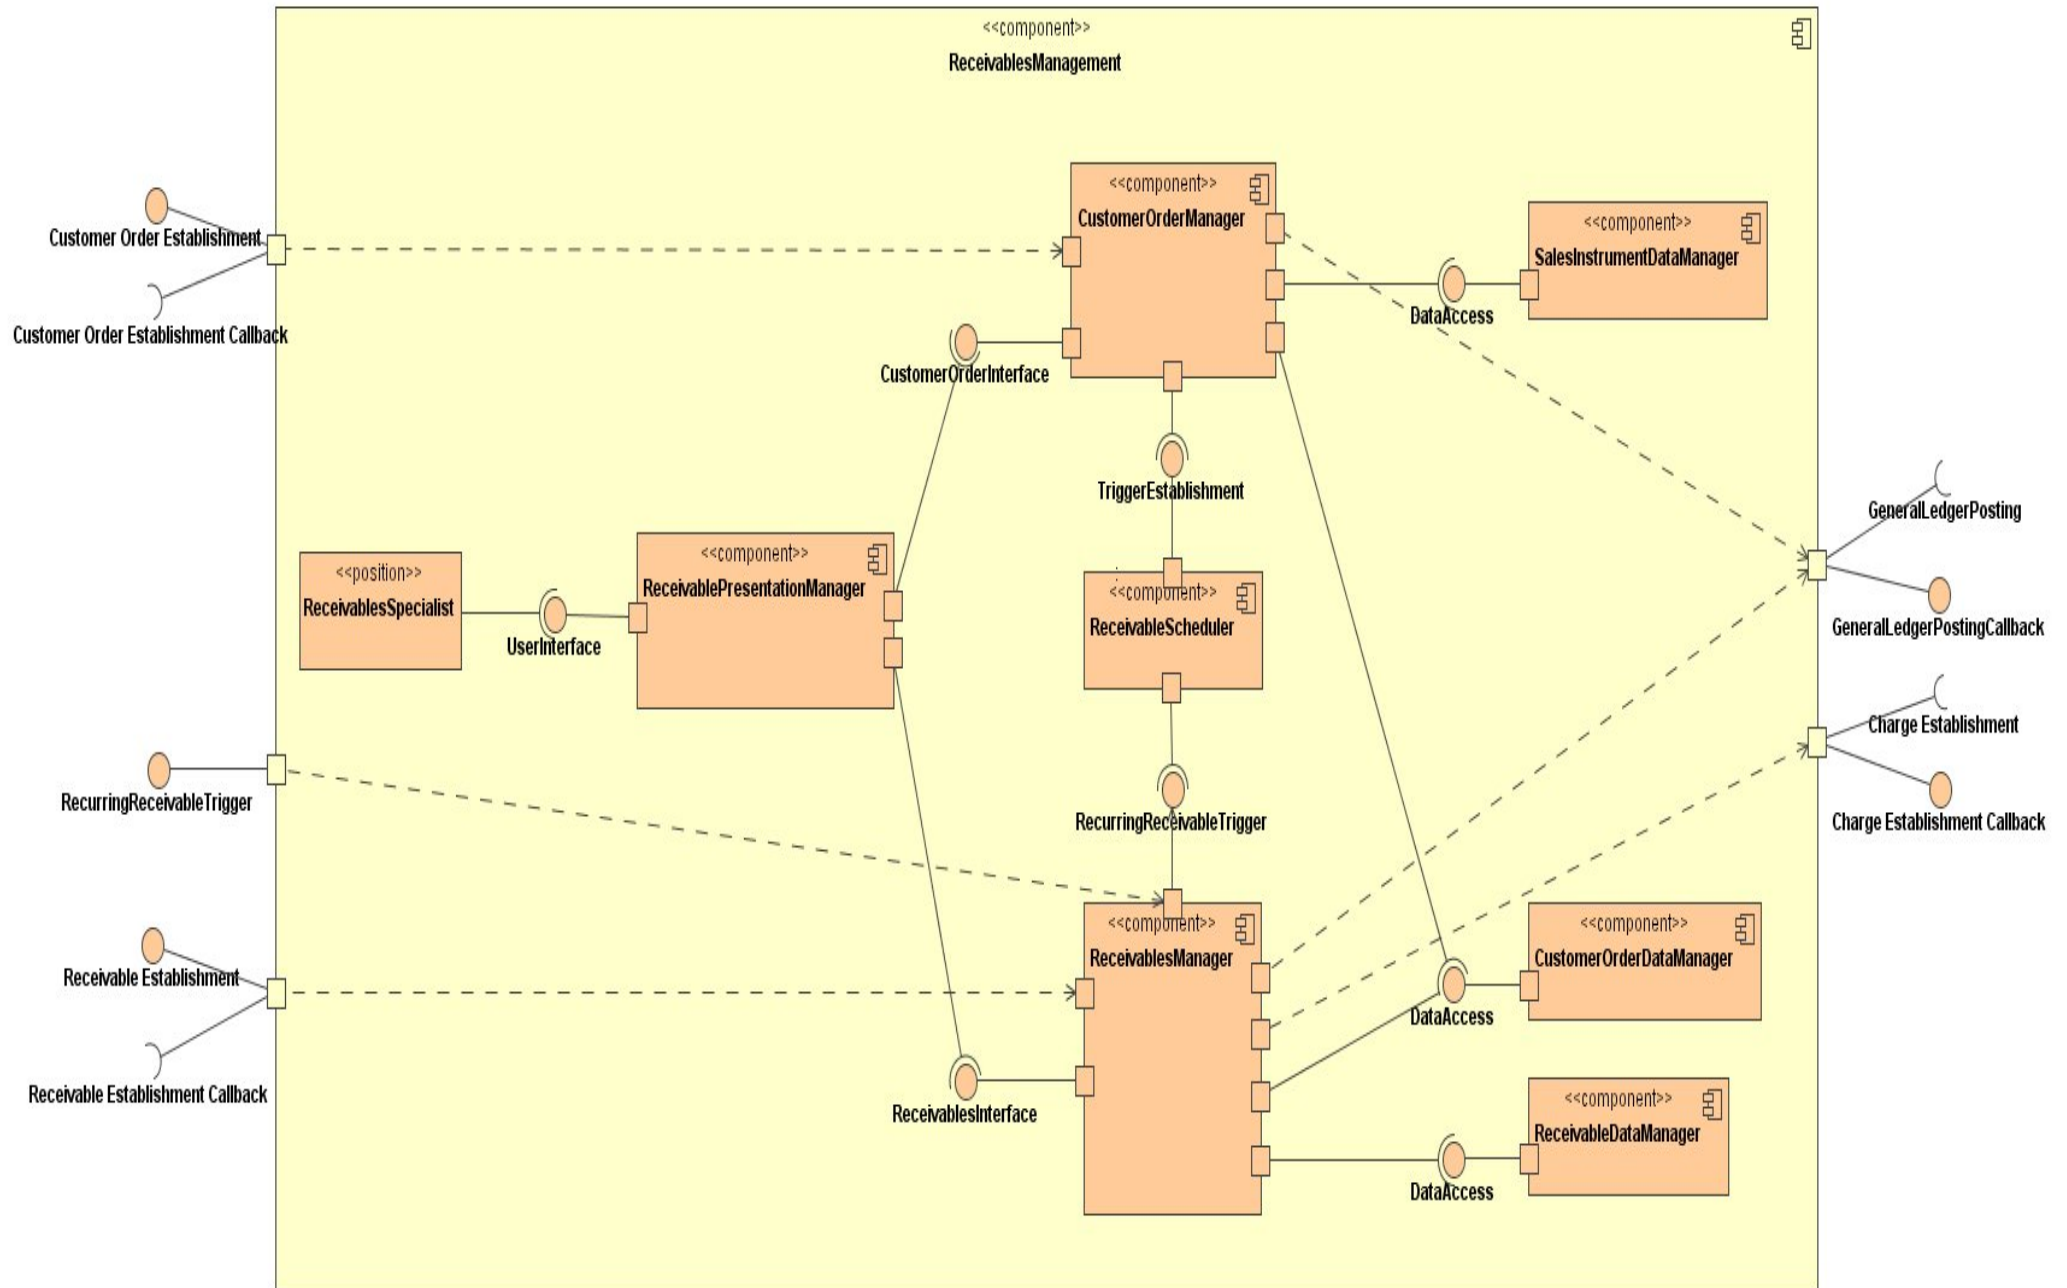 <<component>>
ReceivablesManagement
<<component>>
CustomerOrderManager
<<component>>
SalesInstrumentDataManager
Customer Order Establishment
Customer Order Establishment Callback
DataAccess
CustomerOrderInterface
TriggerEstablishment
GeneralLedgerPosting
<<position>>
ReceivablesSpecialist
<<component>>
ReceivablePresentationManager
<<component>>
ReceivableScheduler
UserInterface
GeneralLedgerPostingCallback
Charge Establishment
RecurringReceivableTrigger
RecurringReceivableTrigger
Charge Establishment Callback
<<component>>
ReceivablesManager
<<component>>
CustomerOrderDataManager
Receivable Establishment
DataAccess
Receivable Establishment Callback
ReceivablesInterface
<<component>>
ReceivableDataManager
DataAccess